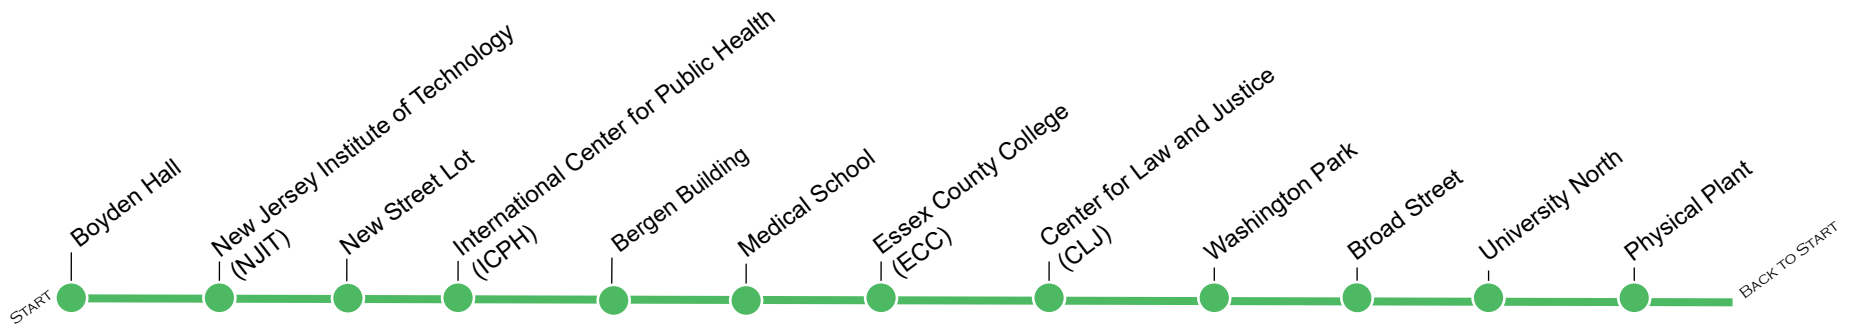 START
Boyden Hall
New Jersey Institute of Technology
(NJIT)
New Street Lot
International Center for Public Health
(ICPH)
Bergen Building
Medical School
Essex County College
(ECC)
Center for Law and Justice
(CLJ)
Washington Park
Broad Street
University North
Physical Plant
BACK TO START